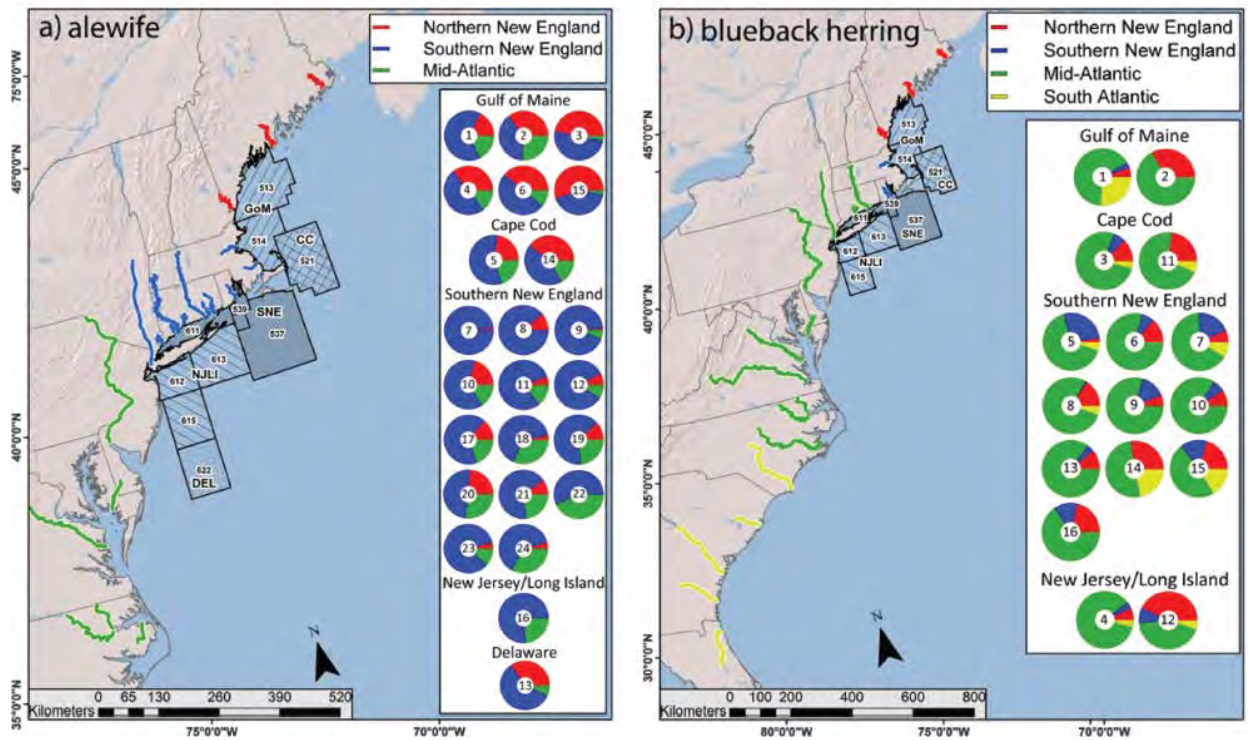 a) alewife
Northern New England
Southern New England
Mid-Atlantic
Gulf of Maine
1 2 3
4 6 15
Cape Cod
5 14
Southern New England
7 8 9
10 11 12
17 18 19
20 21 22
23 24
New Jersey/Long Island
16
Delaware
13
513
GoM
514
CC
521
SNE
539
537
611
613
NJLI
612
615
622
DEL
N
0 65 130 260 390 520
Kilometers
75°0'0"W 70°0'0"W
75°0'0"N
45°0'0"N
40°0'0"N
35°0'0"N
b) blueback herring
Northern New England
Southern New England
Mid-Atlantic
South Atlantic
Gulf of Maine
1 2
Cape Cod
3 11
Southern New England
5 6 7
8 9 10
13 14 15
16
New Jersey/Long Island
4 12
513
GoM
514
521
CC
539
611
537
SNE
613
612
NJLI
615
N
0 100 200 400 600 800
Kilometers
80°0'0"W 70°0'0"W
45°0'0"N
40°0'0"N
35°0'0"N
30°0'0"N